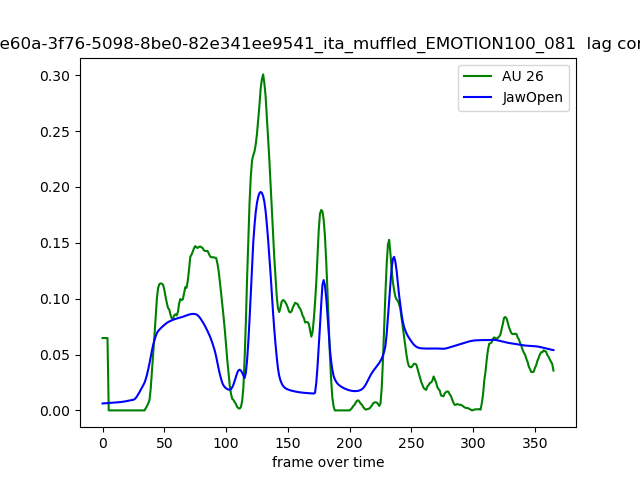 e60a-3f76-5098-8be0-82e341ee9541_ita_muffled_EMOTION100_081  lag cor
0.30
0.25
0.20
0.15
0.10
0.05
0.00
AU 26
JawOpen
0 50 100 150 200 250 300 350
frame over time